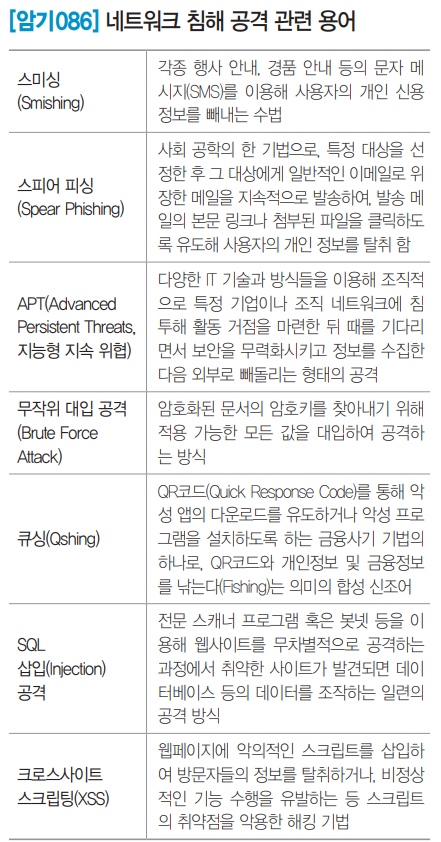 [암기086] 네트워크 침해 공격 관련 용어
스미싱
(Smishing)
각종 행사 안내, 경품 안내 등의 문자 메
시지(SMS)를 이용해 사용자의 개인 신용
정보를 빼내는 수법
스피어 피싱
(Spear Phishing)
사회 공학의 한 기법으로, 특정 대상을 선
정한 후 그 대상에게 일반적인 이메일로 위
장한 메일을 지속적으로 발송하여, 발송 메
일의 본문 링크나 첨부된 파일을 클릭하도
록 유도해 사용자의 개인 정보를 탈취 함
APT(Advanced
Persistent Threats,
지능형 지속 위협)
다양한 IT 기술과 방식들을 이용해 조직적
으로 특정 기업이나 조직 네트워크에 침
투해 활동 거점을 마련한 뒤 때를 기다리
면서 보안을 무력화시키고 정보를 수집한
다음 외부로 빼돌리는 형태의 공격
무작위 대입 공격
(Brute Force
Attack)
암호화된 문서의 암호키를 찾아내기 위해
적용 가능한 모든 값을 대입하여 공격하
는 방식
큐싱(Qshing)
QR코드(Quick Response Code)를 통해 악
성 앱의 다운로드를 유도하거나 악성 프로
그램을 설치하도록 하는 금융사기 기법의
하나로, QR코드와 개인정보 및 금융정보
를 낚는다(Fishing)는 의미의 합성 신조어
SQL
삽입(Injection)
공격
전문 스캐너 프로그램 혹은 봇넷 등을 이
용해 웹사이트를 무차별적으로 공격하는
과정에서 취약한 사이트가 발견되면 데이
터베이스 등의 데이터를 조작하는 일련의
공격 방식
크로스사이트
스크립팅(XSS)
웹페이지에 악의적인 스크립트를 삽입하
여 방문자들의 정보를 탈취하거나, 비정상
적인 기능 수행을 유발하는 등 스크립트
의 취약점을 악용한 해킹 기법